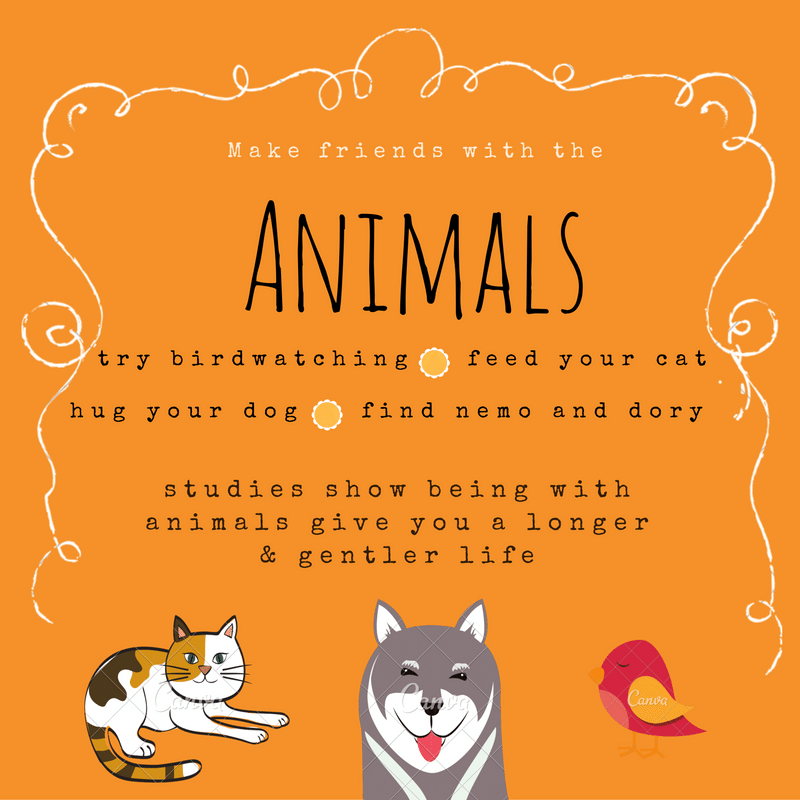 Make friends with the
ANIMALS
try birdwatching feed your cat
hug your dog find nemo and dory
studies show being with
animals give you a longer
& gentler life
Canva Canva Canva